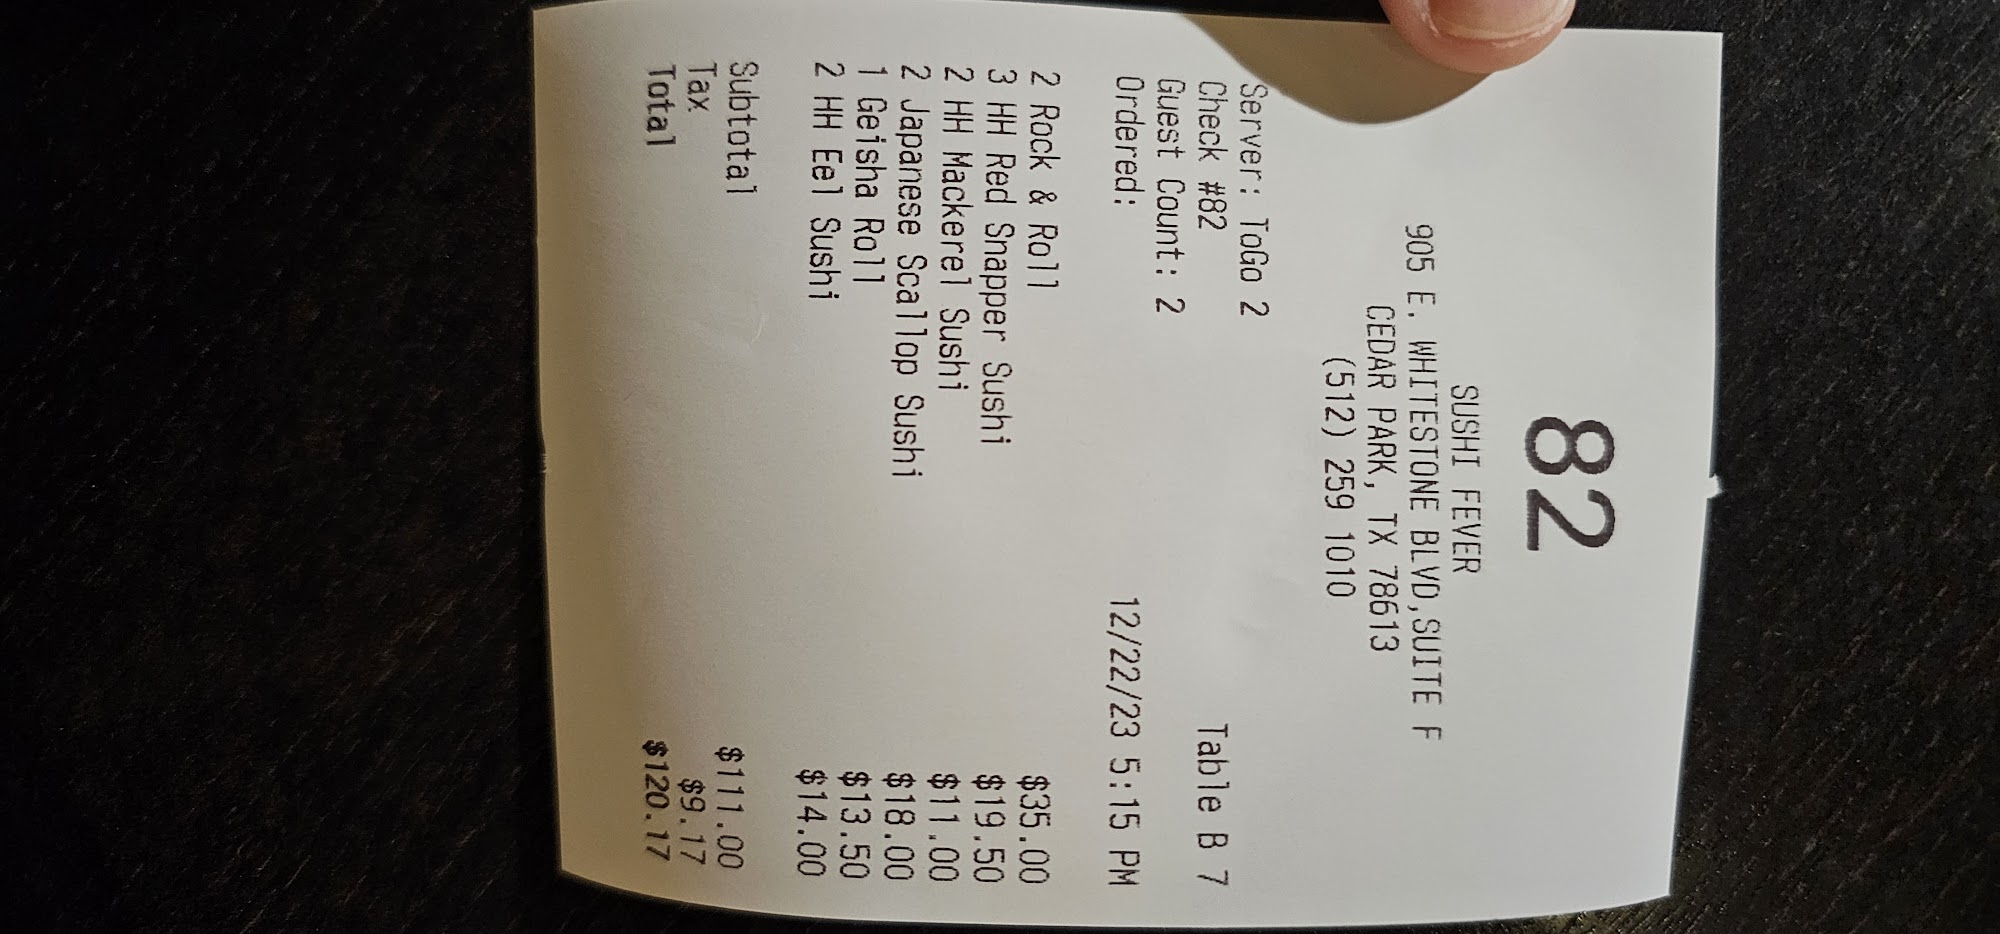 82
SUSHI FEVER
905 E. WHITESTONE BLVD,SUITE F
CEDAR PARK, TX 78613
(512) 259 1010
Server: ToGo 2
Check #82 Table B 7
Guest Count: 2
Ordered: 12/22/23 5:15 PM
2 Rock & Roll $35.00
3 HH Red Snapper Sushi $19.50
2 HH Mackerel Sushi $11.00
2 Japanese Scallop Sushi $18.00
1 Geisha Roll $13.50
2 HH Eel Sushi $14.00
Subtotal $111.00
Tax $9.17
Total $120.17